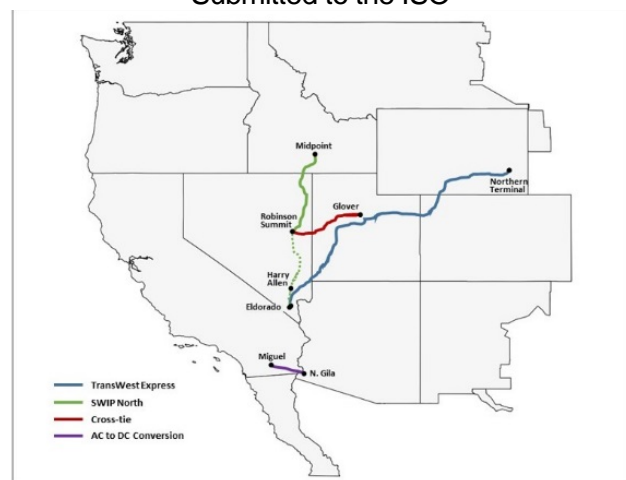 Submitted to the ISO
Midpoint
Northern
Terminal
Glover
Robinson
Summit
Harry
Allen
Eldorado
Miguel
N. Gila
TransWest Express
SWIP North
Cross-tie
AC to DC Conversion